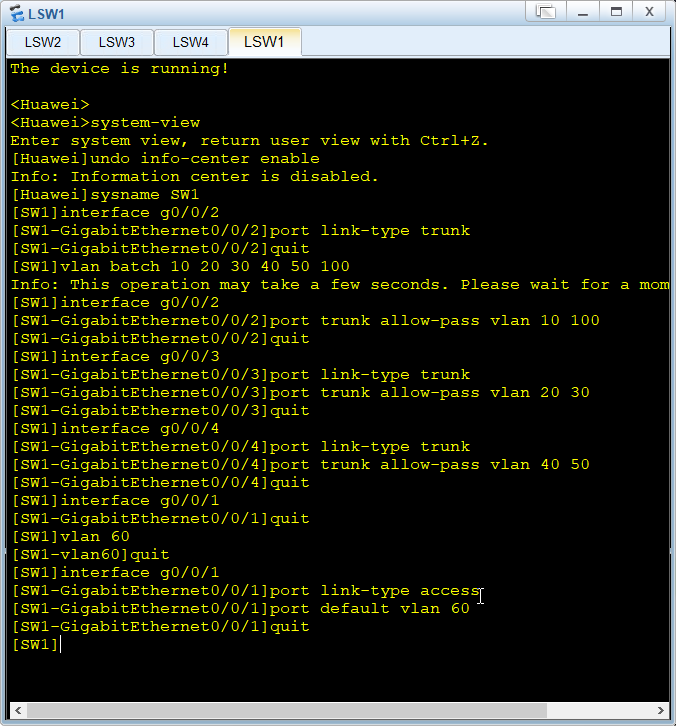 LSW1
LSW2 LSW3 LSW4 LSW1
The device is running!
<Huawei>
<Huawei>system-view
Enter system view, return user view with Ctrl+Z.
[Huawei]undo info-center enable
Info: Information center is disabled.
[Huawei]sysname SW1
[SW1]interface g0/0/2
[SW1-GigabitEthernet0/0/2]port link-type trunk
[SW1-GigabitEthernet0/0/2]quit
[SW1]vlan batch 10 20 30 40 50 100
Info: This operation may take a few seconds. Please wait for a mom
[SW1]interface g0/0/2
[SW1-GigabitEthernet0/0/2]port trunk allow-pass vlan 10 100
[SW1-GigabitEthernet0/0/2]quit
[SW1]interface g0/0/3
[SW1-GigabitEthernet0/0/3]port link-type trunk
[SW1-GigabitEthernet0/0/3]port trunk allow-pass vlan 20 30
[SW1-GigabitEthernet0/0/3]quit
[SW1]interface g0/0/4
[SW1-GigabitEthernet0/0/4]port link-type trunk
[SW1-GigabitEthernet0/0/4]port trunk allow-pass vlan 40 50
[SW1-GigabitEthernet0/0/4]quit
[SW1]interface g0/0/1
[SW1-GigabitEthernet0/0/1]quit
[SW1]vlan 60
[SW1-vlan60]quit
[SW1]interface g0/0/1
[SW1-GigabitEthernet0/0/1]port link-type access
[SW1-GigabitEthernet0/0/1]port default vlan 60
[SW1-GigabitEthernet0/0/1]quit
[SW1]